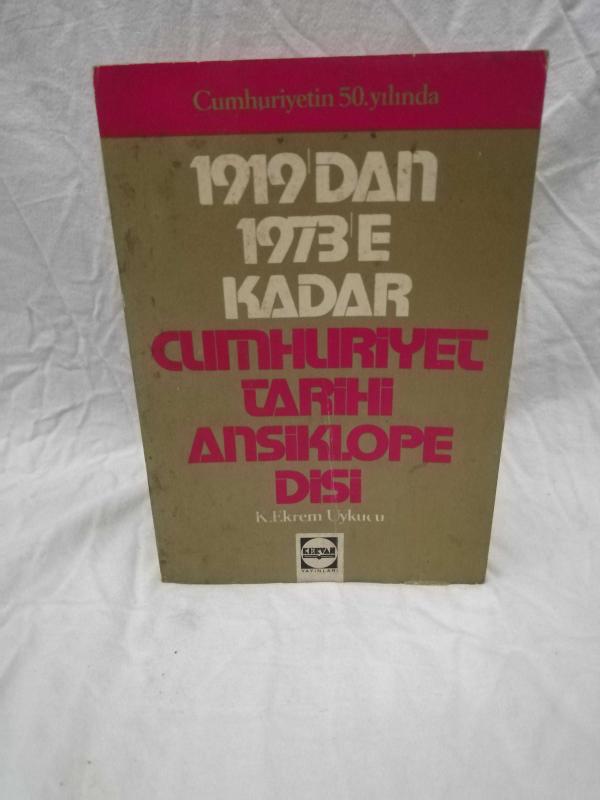 Cumhuriyetin 50.yılında
1919'DAN
1973'E
KADAR
CUMHURİYET
TARİHİ
ANSİKLOPE
DİSİ
K.Ekrem Uykucu
KERVAN
YAYINLARI